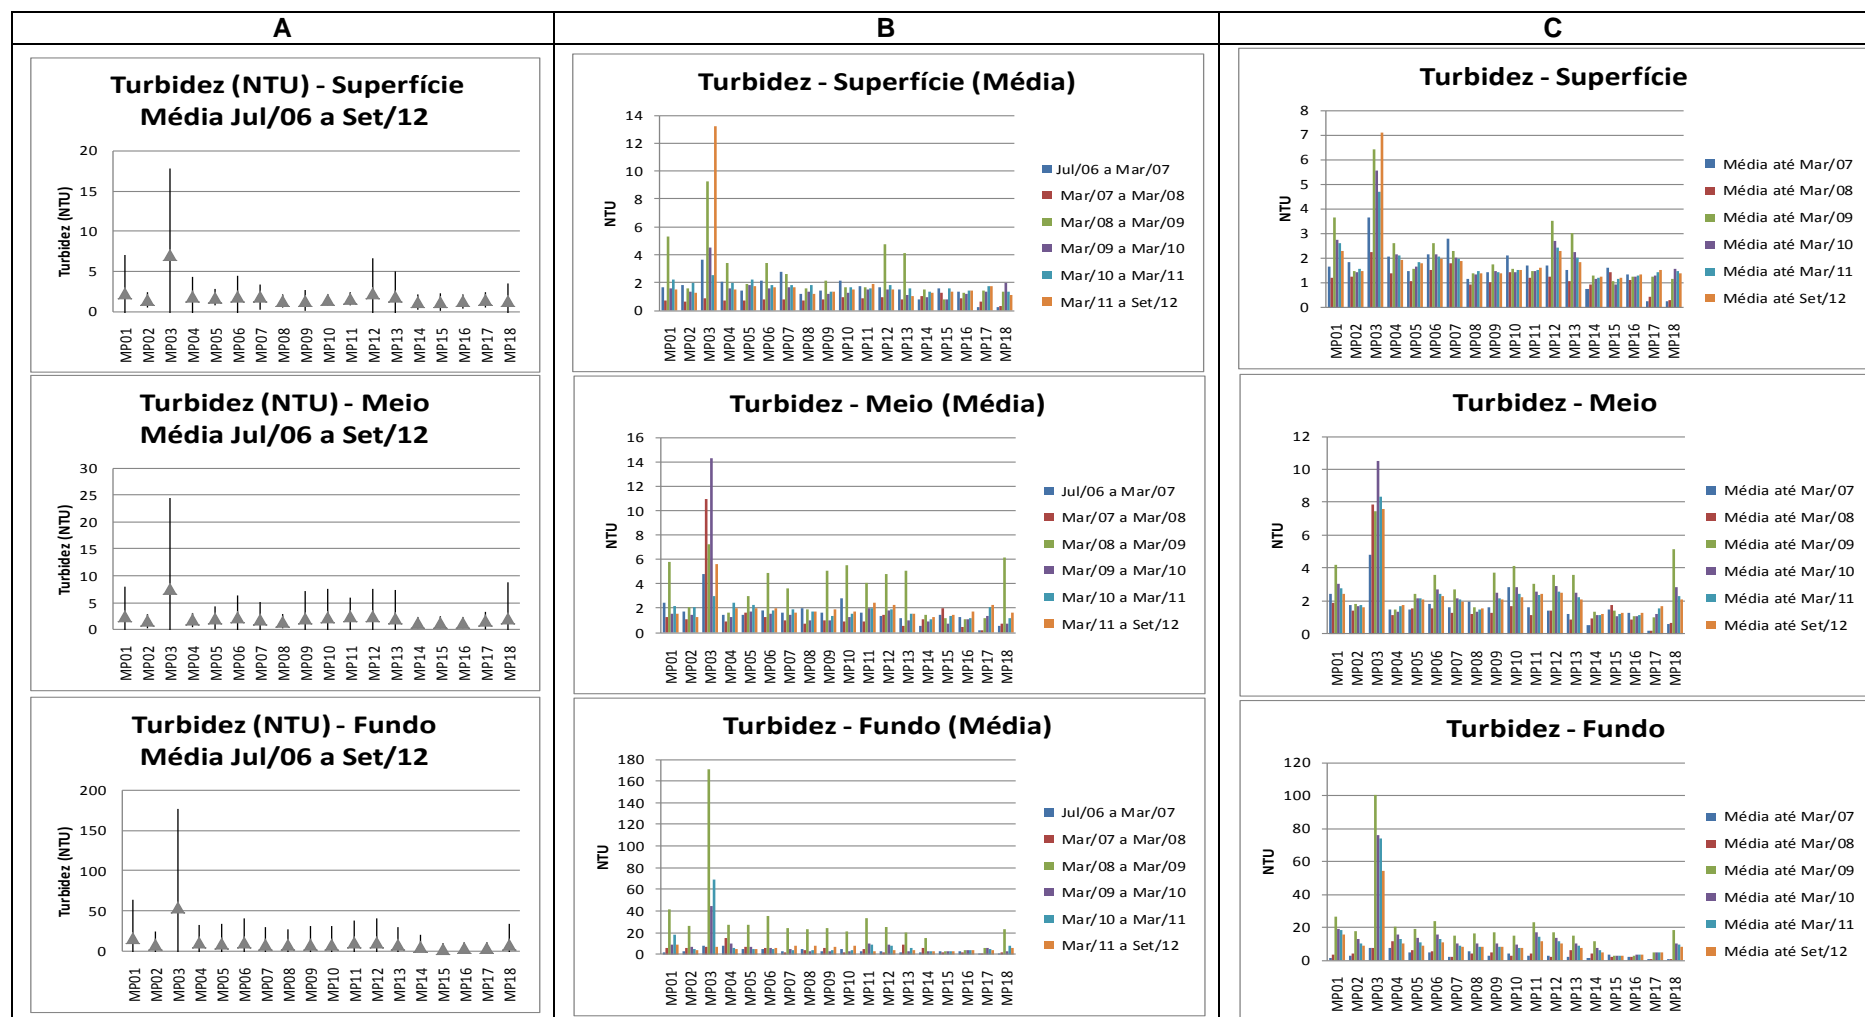 A
B
C
Turbidez (NTU) - Superfície
Média Jul/06 a Set/12
Turbidez (NTU)
20
15
10
5
0
MP01 MP02 MP03 MP04 MP05 MP06 MP07 MP08 MP09 MP10 MP11 MP12 MP13 MP14 MP15 MP16 MP17 MP18
Turbidez - Superfície (Média)
NTU
14
12
10
8
6
4
2
0
MP01 MP02 MP03 MP04 MP05 MP06 MP07 MP08 MP09 MP10 MP11 MP12 MP13 MP14 MP15 MP16 MP17 MP18
Jul/06 a Mar/07
Mar/07 a Mar/08
Mar/08 a Mar/09
Mar/09 a Mar/10
Mar/10 a Mar/11
Mar/11 a Set/12
Turbidez - Superfície
NTU
8
7
6
5
4
3
2
1
0
MP01 MP02 MP03 MP04 MP05 MP06 MP07 MP08 MP09 MP10 MP11 MP12 MP13 MP14 MP15 MP16 MP17 MP18
Média até Mar/07
Média até Mar/08
Média até Mar/09
Média até Mar/10
Média até Mar/11
Média até Set/12
Turbidez (NTU) - Meio
Média Jul/06 a Set/12
Turbidez (NTU)
30
25
20
15
10
5
0
MP01 MP02 MP03 MP04 MP05 MP06 MP07 MP08 MP09 MP10 MP11 MP12 MP13 MP14 MP15 MP16 MP17 MP18
Turbidez - Meio (Média)
NTU
16
14
12
10
8
6
4
2
0
MP01 MP02 MP03 MP04 MP05 MP06 MP07 MP08 MP09 MP10 MP11 MP12 MP13 MP14 MP15 MP16 MP17 MP18
Jul/06 a Mar/07
Mar/07 a Mar/08
Mar/08 a Mar/09
Mar/09 a Mar/10
Mar/10 a Mar/11
Mar/11 a Set/12
Turbidez - Meio
NTU
12
10
8
6
4
2
0
MP01 MP02 MP03 MP04 MP05 MP06 MP07 MP08 MP09 MP10 MP11 MP12 MP13 MP14 MP15 MP16 MP17 MP18
Média até Mar/07
Média até Mar/08
Média até Mar/09
Média até Mar/10
Média até Mar/11
Média até Set/12
Turbidez (NTU) - Fundo
Média Jul/06 a Set/12
Turbidez (NTU)
200
150
100
50
0
MP01 MP02 MP03 MP04 MP05 MP06 MP07 MP08 MP09 MP10 MP11 MP12 MP13 MP14 MP15 MP16 MP17 MP18
Turbidez - Fundo (Média)
NTU
180
160
140
120
100
80
60
40
20
0
MP01 MP02 MP03 MP04 MP05 MP06 MP07 MP08 MP09 MP10 MP11 MP12 MP13 MP14 MP15 MP16 MP17 MP18
Jul/06 a Mar/07
Mar/07 a Mar/08
Mar/08 a Mar/09
Mar/09 a Mar/10
Mar/10 a Mar/11
Mar/11 a Set/12
Turbidez - Fundo
NTU
120
100
80
60
40
20
0
MP01 MP02 MP03 MP04 MP05 MP06 MP07 MP08 MP09 MP10 MP11 MP12 MP13 MP14 MP15 MP16 MP17 MP18
Média até Mar/07
Média até Mar/08
Média até Mar/09
Média até Mar/10
Média até Mar/11
Média até Set/12